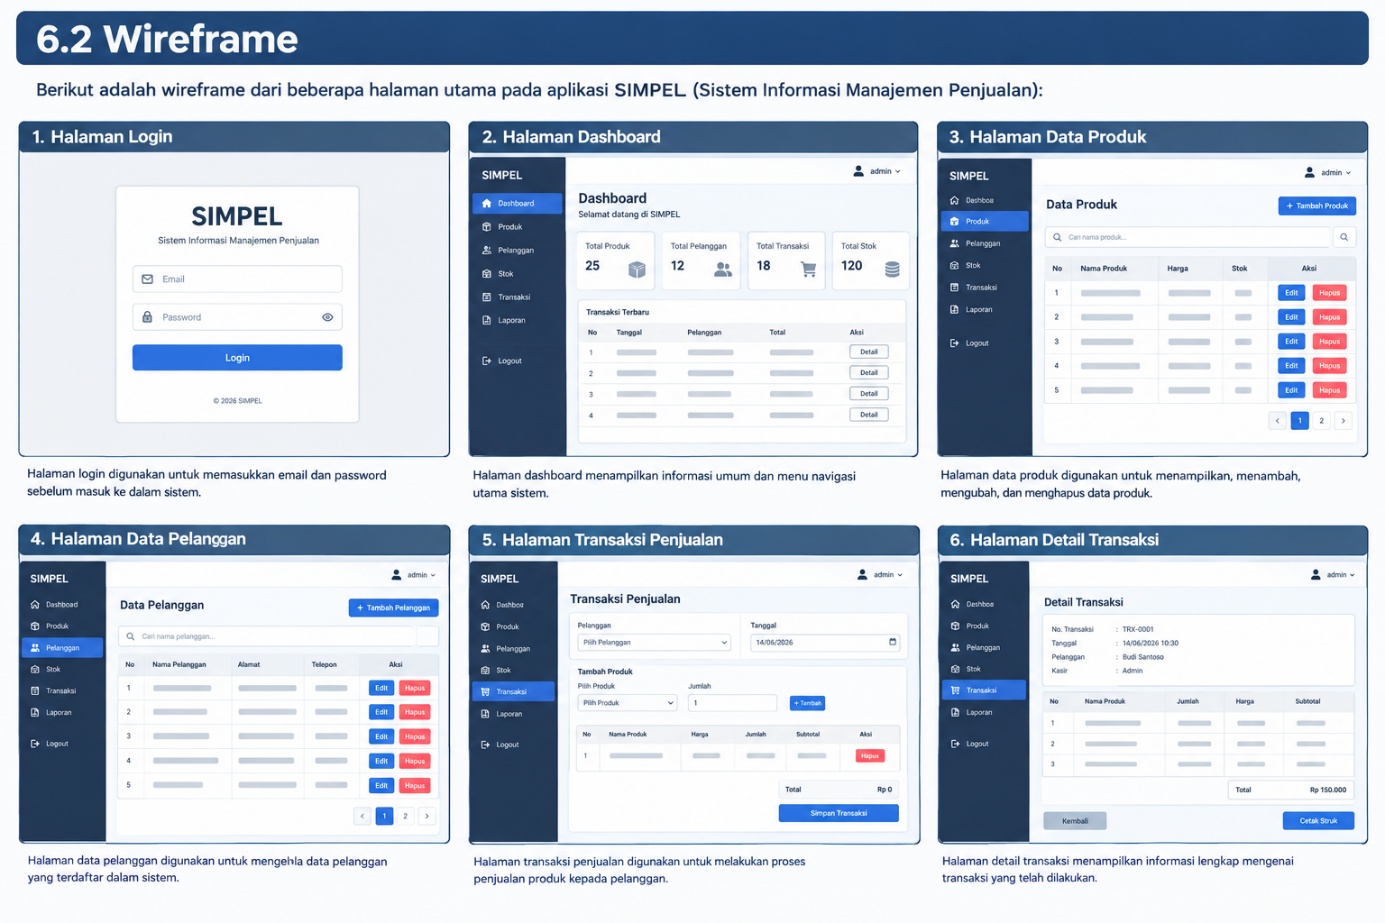 6.2 Wireframe
Berikut adalah wireframe dari beberapa halaman utama pada aplikasi SIMPEL (Sistem Informasi Manajemen Penjualan):
1. Halaman Login
SIMPEL
Sistem Informasi Manajemen Penjualan
Email
Password
Login
© 2026 SIMPEL
Halaman login digunakan untuk memasukkan email dan password
sebelum masuk ke dalam sistem.
2. Halaman Dashboard
SIMPEL
admin
Dashboard
Produk
Pelanggan
Stok
Transaksi
Laporan
Logout
Dashboard
Selamat datang di SIMPEL
Total Produk Total Pelanggan Total Transaksi Total Stok
25 12 18 120
Transaksi Terbaru
No Tanggal Pelanggan Total Aksi
1 Detail
2 Detail
3 Detail
4 Detail
Halaman dashboard menampilkan informasi umum dan menu navigasi
utama sistem.
3. Halaman Data Produk
SIMPEL
admin
Dashboa
Produk
Pelanggan
Stok
Transaksi
Laporan
Logout
Data Produk
+ Tambah Produk
Cari nama produk...
No Nama Produk Harga Stok Aksi
1 Edit Hapus
2 Edit Hapus
3 Edit Hapus
4 Edit Hapus
5 Edit Hapus
< 1 2 >
Halaman data produk digunakan untuk menampilkan, menambah,
mengubah, dan menghapus data produk.
4. Halaman Data Pelanggan
SIMPEL
admin
Dashboad
Produk
Pelanggan
Stok
Transaksi
Laporan
Logout
Data Pelanggan
+ Tambah Pelanggan
Cari nama pelanggan...
No Nama Pelanggan Alamat Telepon Aksi
1 Edit Hapus
2 Edit Hapus
3 Edit Hapus
4 Edit Hapus
5 Edit Hapus
< 1 2 >
Halaman data pelanggan digunakan untuk data pelanggan
yang terdaftar dalam sistem.
5. Halaman Transaksi Penjualan
SIMPEL
admin
Dashboa
Produk
Pelanggan
Stok
Transaksi
Laporan
Logout
Transaksi Penjualan
Pelanggan Tanggal
Pilih Pelanggan 14/06/2026
Tambah Produk
Pilih Produk Jumlah
Pilih Produk 1 + Tambah
No Nama Produk Harga Jumlah Subtotal Aksi
1 Hapus
Total Rp 0
Simpan Transaksi
Halaman transaksi penjualan digunakan untuk melakukan proses
penjualan produk kepada pelanggan.
6. Halaman Detail Transaksi
SIMPEL
admin
Dashboa
Produk
Pelanggan
Stok
Transaksi
Laporan
Logout
Detail Transaksi
No. Transaksi : TRX-0001
Tanggal : 14/06/2026 10:30
Pelanggan : Budi Santoso
Kasir : Admin
No Nama Produk Jumlah Harga Subtotal
1
2
3
Total Rp 150.000
Kembali
Cetak Struk
Halaman detail transaksi menampilkan informasi lengkap mengenai
transaksi yang telah dilakukan.